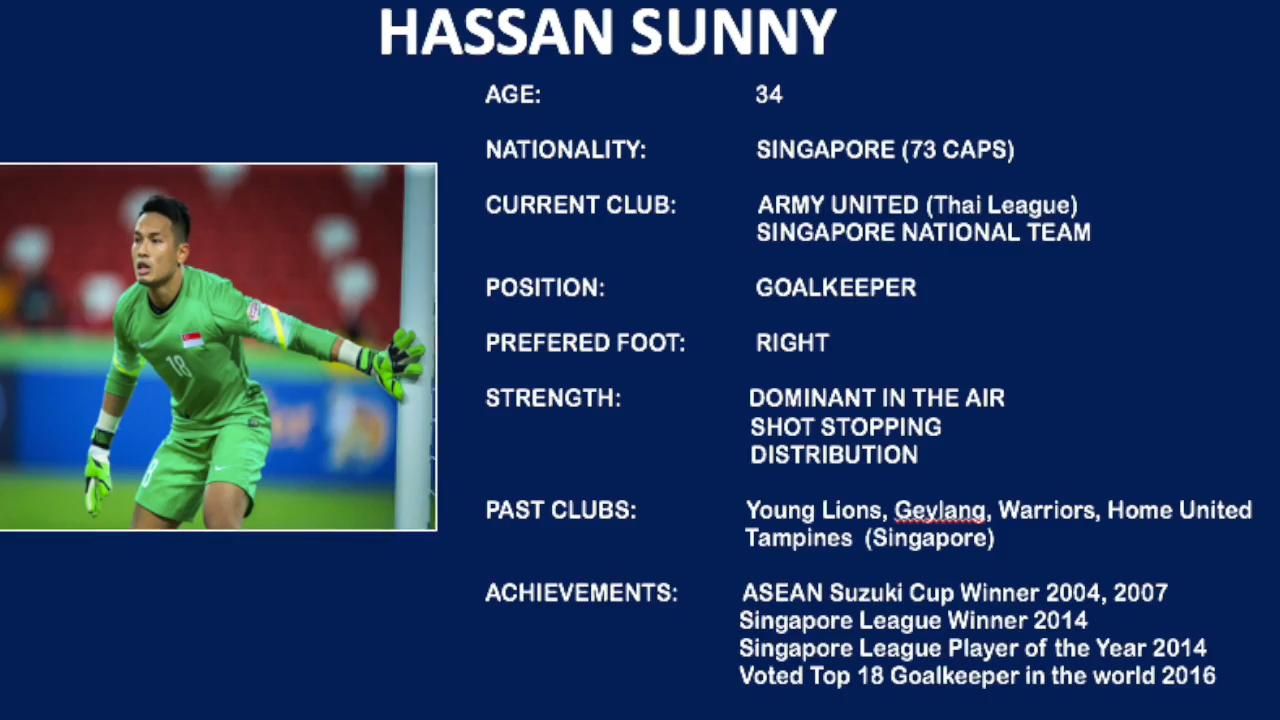 HASSAN SUNNY
AGE: 34
NATIONALITY: SINGAPORE (73 CAPS)
CURRENT CLUB: ARMY UNITED (Thai League)
SINGAPORE NATIONAL TEAM
POSITION: GOALKEEPER
PREFERED FOOT: RIGHT
STRENGTH: DOMINANT IN THE AIR
SHOT STOPPING
DISTRIBUTION
PAST CLUBS: Young Lions, Geylang, Warriors, Home United
Tampines (Singapore)
ACHIEVEMENTS: ASEAN Suzuki Cup Winner 2004, 2007
Singapore League Winner 2014
Singapore League Player of the Year 2014
Voted Top 18 Goalkeeper in the world 2016
18